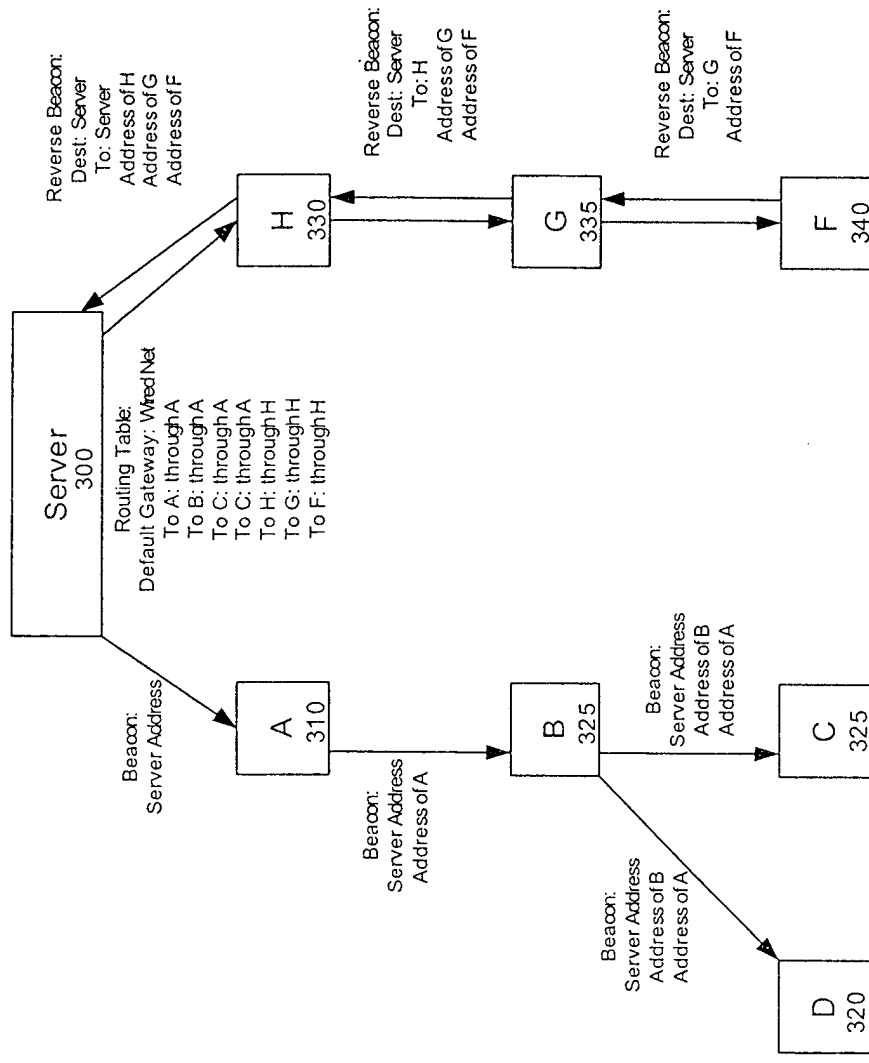 Server
300
Routing Table:
Default Gateway: Wired Net
To A: through A
To B: through A
To C: through A
To C: through A
To H: through H
To G: through H
To F: through H
Reverse Beacon:
Dest: Server
To: Server
Address of H
Address of G
Address of F
Beacon:
Server Address
A
310
H
330
Beacon:
Server Address
Address of A
Reverse Beacon:
Dest: Server
To: H
Address of G
Address of F
B
325
G
335
Beacon:
Server Address
Address of B
Address of A
Beacon:
Server Address
Address of B
Address of A
Reverse Beacon:
Dest: Server
To: G
Address of F
D
320
C
325
F
340